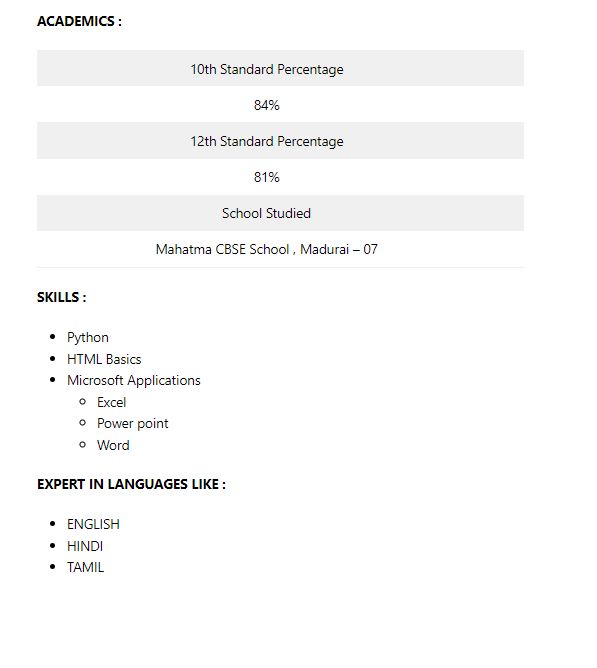 ACADEMICS :
10th Standard Percentage
84%
12th Standard Percentage
81%
School Studied
Mahatma CBSE School , Madurai – 07
SKILLS :
Python
HTML Basics
Microsoft Applications
Excel
Power point
Word
EXPERT IN LANGUAGES LIKE :
ENGLISH
HINDI
TAMIL